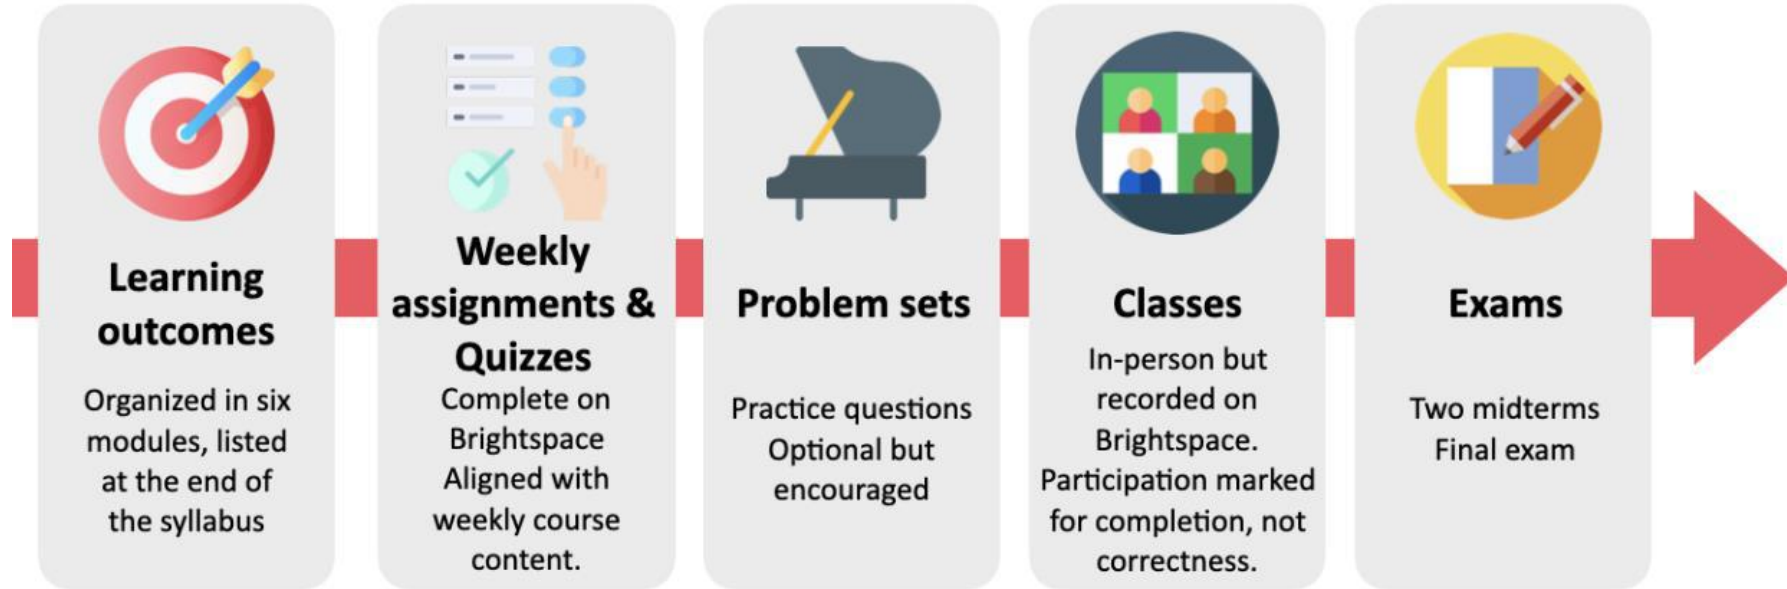 Learning
outcomes
Organized in six
modules, listed
at the end of
the syllabus
Weekly
assignments &
Quizzes
Complete on
Brightspace
Aligned with
weekly course
content.
Problem sets
Practice questions
Optional but
encouraged
Classes
In-person but
recorded on
Brightspace.
Participation marked
for completion, not
correctness.
Exams
Two midterms
Final exam